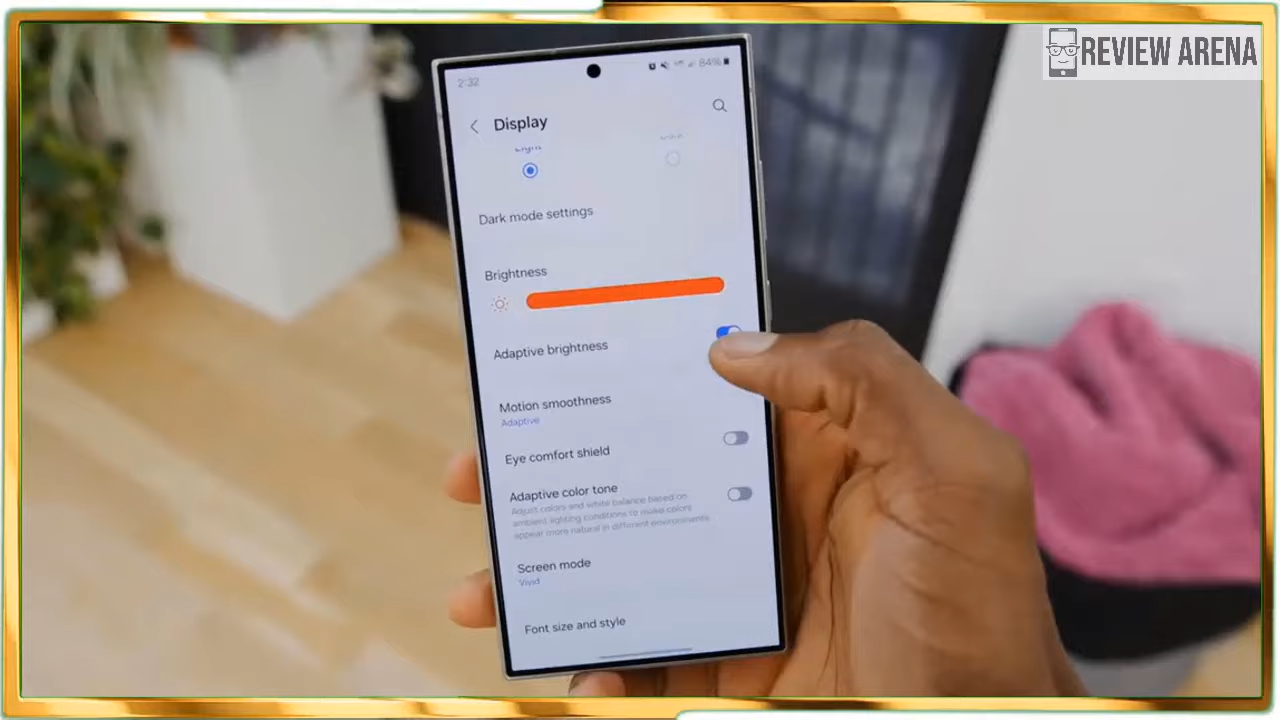 REVIEW ARENA
2:32
84%
Display
Light
Dark mode settings
Brightness
Adaptive brightness
Motion smoothness
Adaptive
Eye comfort shield
Adaptive color tone
Adjust colors and white balance based on
ambient lighting conditions to make colors
appear more natural in different environments.
Screen mode
Vivid
Font size and style